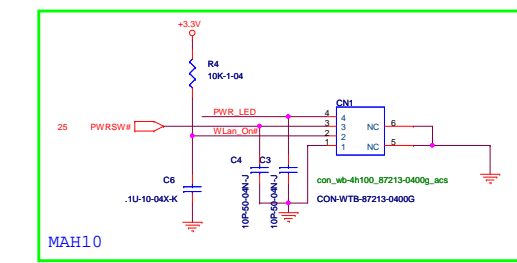 +3.3V
R4
10K-1-04
CN1
PWR_LED
4 4
25 PWRSW# 3 3 NC 6
WLan_On# 2 2
1 1 NC 5
C4 C3
C6
.1U-10-04X-K
10P-50-04N-J
10P-50-04N-J
con_wb-4h100_87213-0400g_acs
CON-WTB-87213-0400G
MAH10